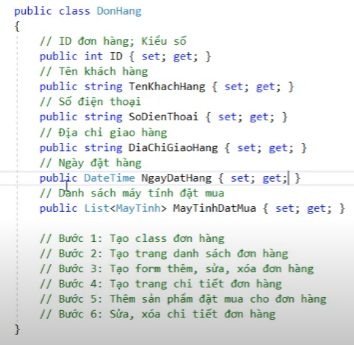 public class DonHang
{
// ID đơn hàng; Kiểu số
public int ID { set; get; }
// Tên khách hàng
public string TenKhachHang { set; get; }
// Số điện thoại
public string SoDienThoai { set; get; }
// Địa chỉ giao hàng
public string DiaChiGiaoHang { set; get; }
// Ngày đặt hàng
public DateTime NgayDatHang { set; get; }
// Danh sách máy tính đặt mua
public List<MayTinh> MayTinhDatMua { set; get; }
// Bước 1: Tạo class đơn hàng
// Bước 2: Tạo trang danh sách đơn hàng
// Bước 3: Tạo form thêm, sửa, xóa đơn hàng
// Bước 4: Tạo trang chi tiết đơn hàng
// Bước 5: Thêm sản phẩm đặt mua cho đơn hàng
// Bước 6: Sửa, xóa chi tiết đơn hàng
}